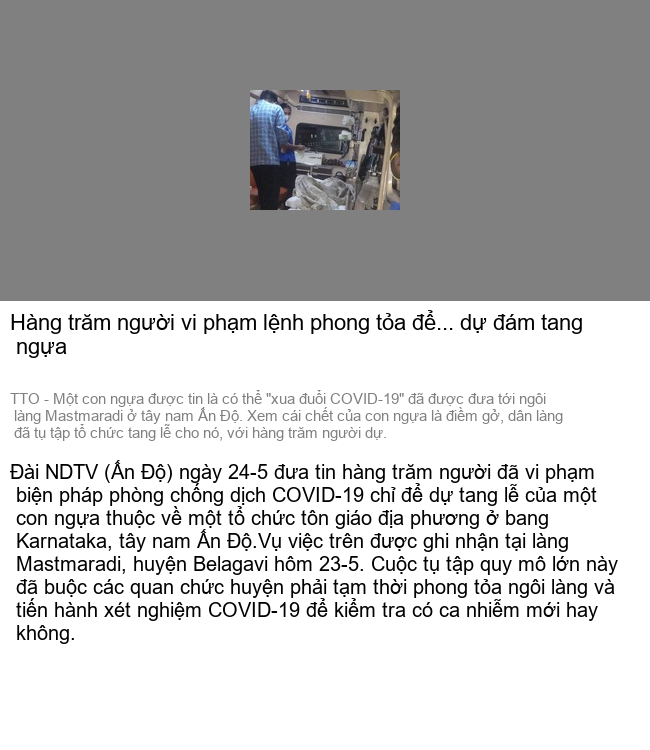 Hàng trăm người vi phạm lệnh phong tỏa để... dự đám tang
ngựa
TTO - Một con ngựa được tin là có thể "xua đuổi COVID-19" đã được đưa tới ngôi
làng Mastmaradi ở tây nam Ấn Độ. Xem cái chết của con ngựa là điềm gở, dân làng
đã tụ tập tổ chức tang lễ cho nó, với hàng trăm người dự.
Đài NDTV (Ấn Độ) ngày 24-5 đưa tin hàng trăm người đã vi phạm
biện pháp phòng chống dịch COVID-19 chỉ để dự tang lễ của một
con ngựa thuộc về một tổ chức tôn giáo địa phương ở bang
Karnataka, tây nam Ấn Độ.Vụ việc trên được ghi nhận tại làng
Mastmaradi, huyện Belagavi hôm 23-5. Cuộc tụ tập quy mô lớn này
đã buộc các quan chức huyện phải tạm thời phong tỏa ngôi làng và
tiến hành xét nghiệm COVID-19 để kiểm tra có ca nhiễm mới hay
không.